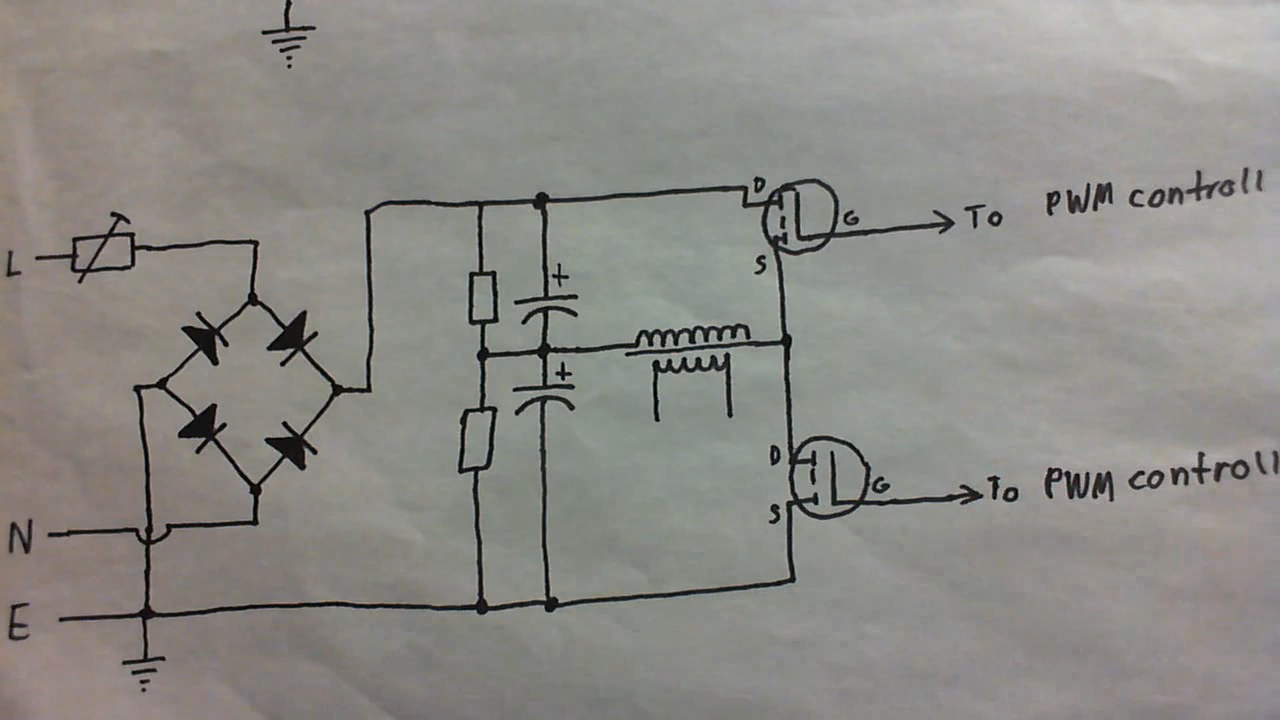 D
G
To PWM controll
S
L
+
+
D
G
To PWM controll
S
N
E